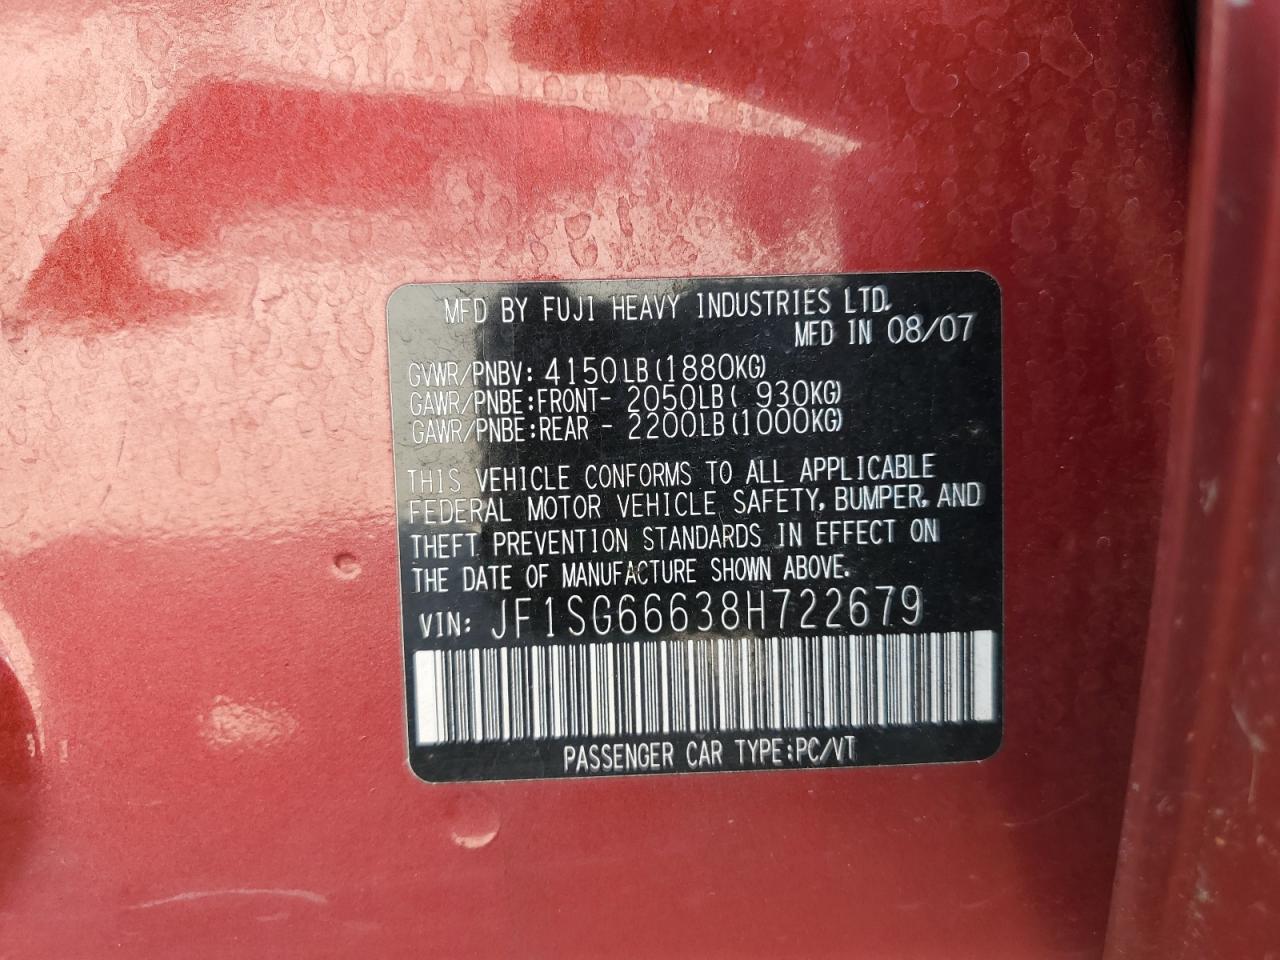 MFD BY FUJI HEAVY INDUSTRIES LTD.
MFD IN 08/07
GVWR/PNBV: 4150LB(1880KG)
GAWR/PNBE:FRONT- 2050LB( 930KG)
GAWR/PNBE:REAR - 2200LB(1000KG)
THIS VEHICLE CONFORMS TO ALL APPLICABLE
FEDERAL MOTOR VEHICLE SAFETY, BUMPER, AND
THEFT PREVENTION STANDARDS IN EFFECT ON
THE DATE OF MANUFACTURE SHOWN ABOVE.
VIN: JF1SG66638H722679
PASSENGER CAR TYPE:PC/VT